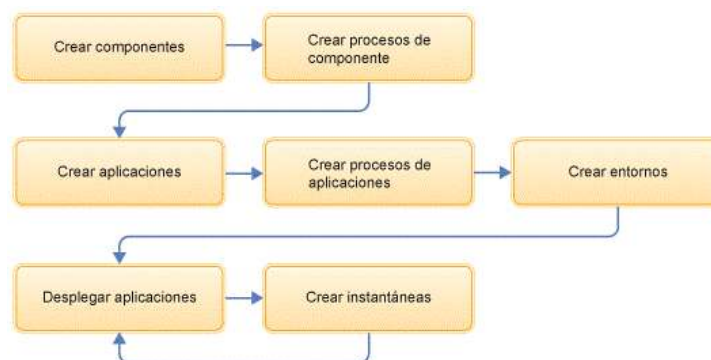 Crear componentes
Crear procesos de
componente
Crear aplicaciones
Crear procesos de
aplicaciones
Crear entornos
Desplegar aplicaciones
Crear instantáneas